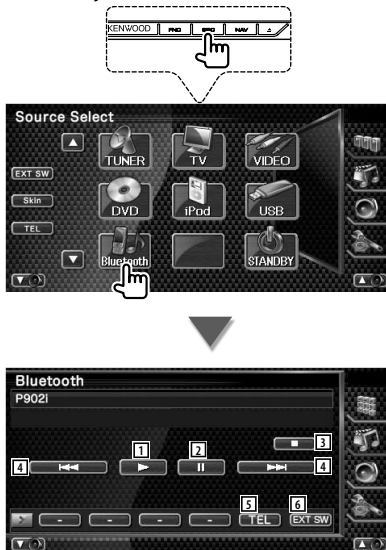 KENWOOD FNC SRC NAV
Source Select
TUNER TV VIDEO
EXT SW
Skin
DVD iPod USB
TEL
Bluetooth STANDBY
Bluetooth
P902i
1 2 3
4 4
5 6
TEL EXT SW